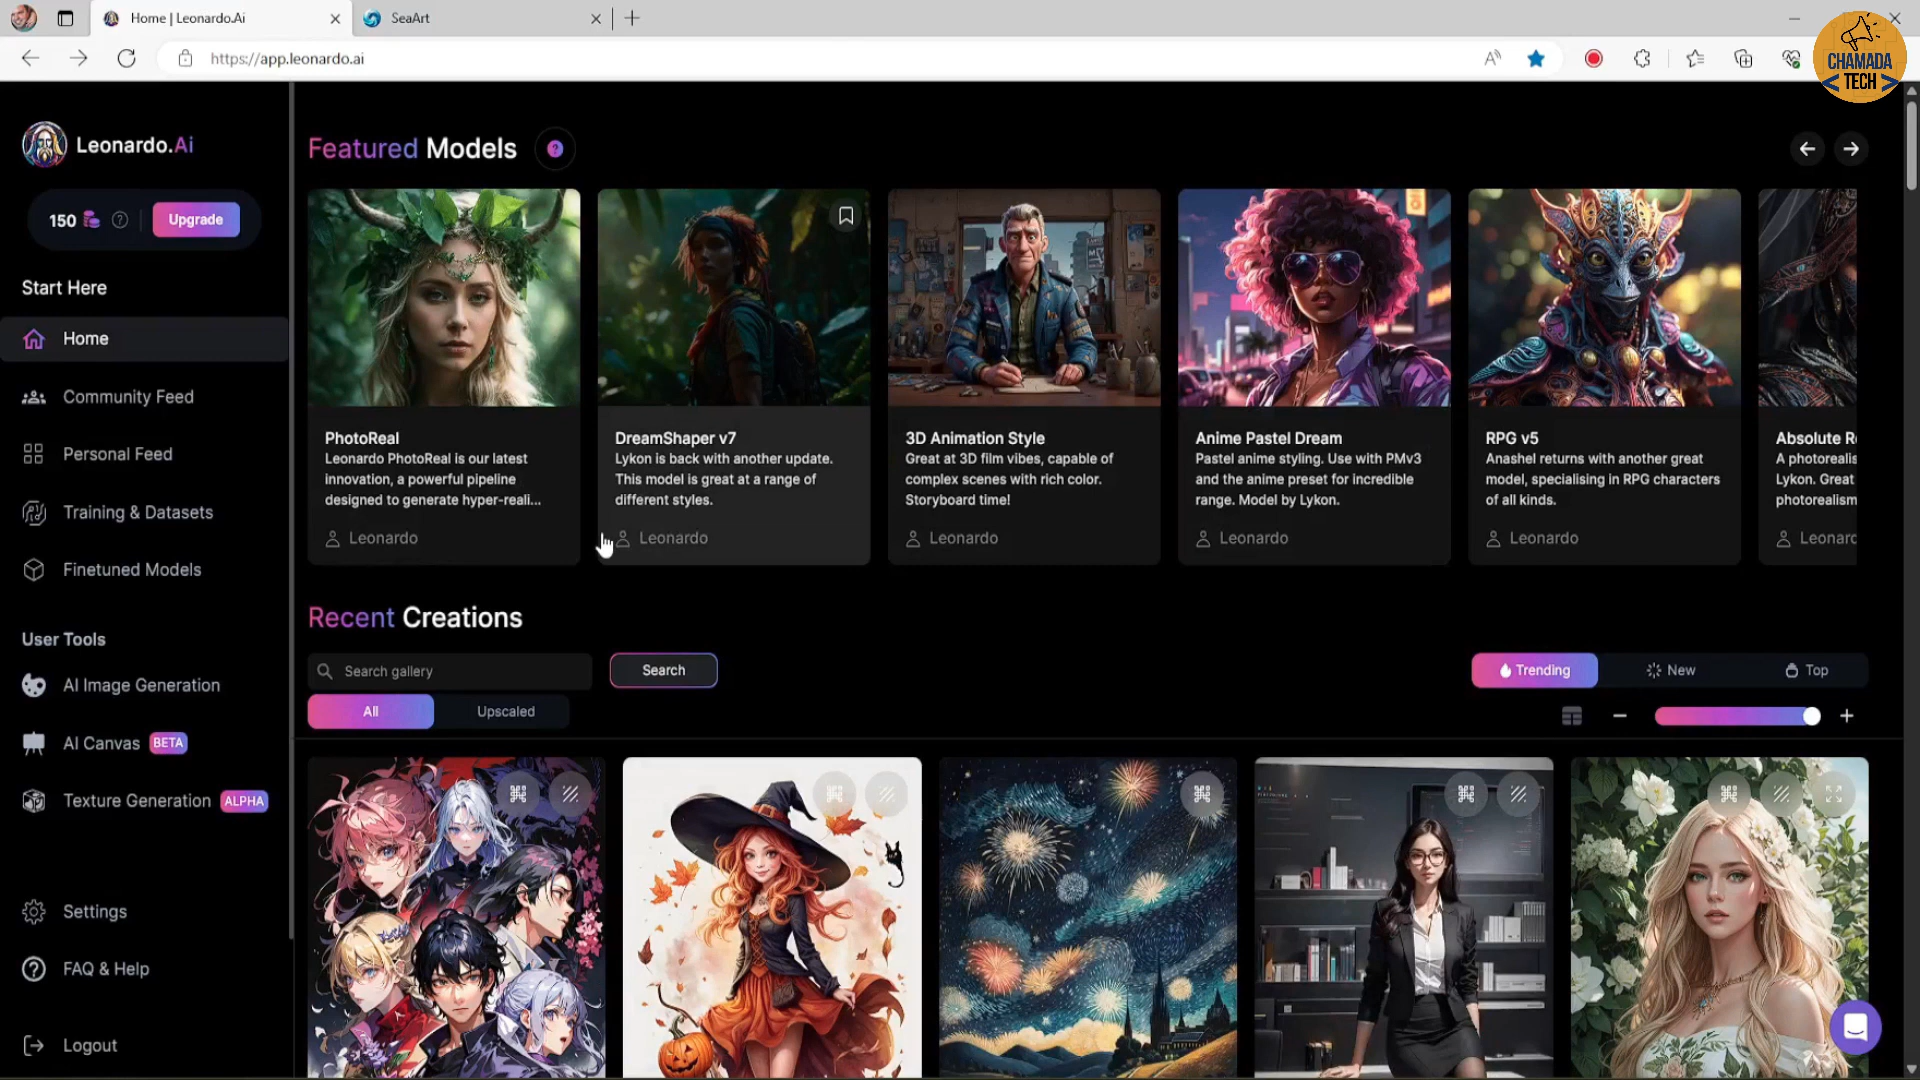 Home | Leonardo.Ai
SeaArt
https://app.leonardo.ai
CHAMADA
< TECH >
Leonardo.Ai
150
Upgrade
Start Here
Home
Community Feed
Personal Feed
Training & Datasets
Finetuned Models
User Tools
AI Image Generation
AI Canvas BETA
Texture Generation ALPHA
Settings
FAQ & Help
Logout
Featured Models
PhotoReal
Leonardo PhotoReal is our latest
innovation, a powerful pipeline
designed to generate hyper-reali...
Leonardo
DreamShaper v7
Lykon is back with another update.
This model is great at a range of
different styles.
Leonardo
3D Animation Style
Great at 3D film vibes, capable of
complex scenes with rich color.
Storyboard time!
Leonardo
Anime Pastel Dream
Pastel anime styling. Use with PMv3
and the anime preset for incredible
range. Model by Lykon.
Leonardo
RPG v5
Anashel returns with another great
model, specialising in RPG characters
of all kinds.
Leonardo
Absolute R
A photorealis
Lykon. Great
photorealism
Leonard
Recent Creations
Search gallery
Search
Trending
New
Top
All
Upscaled